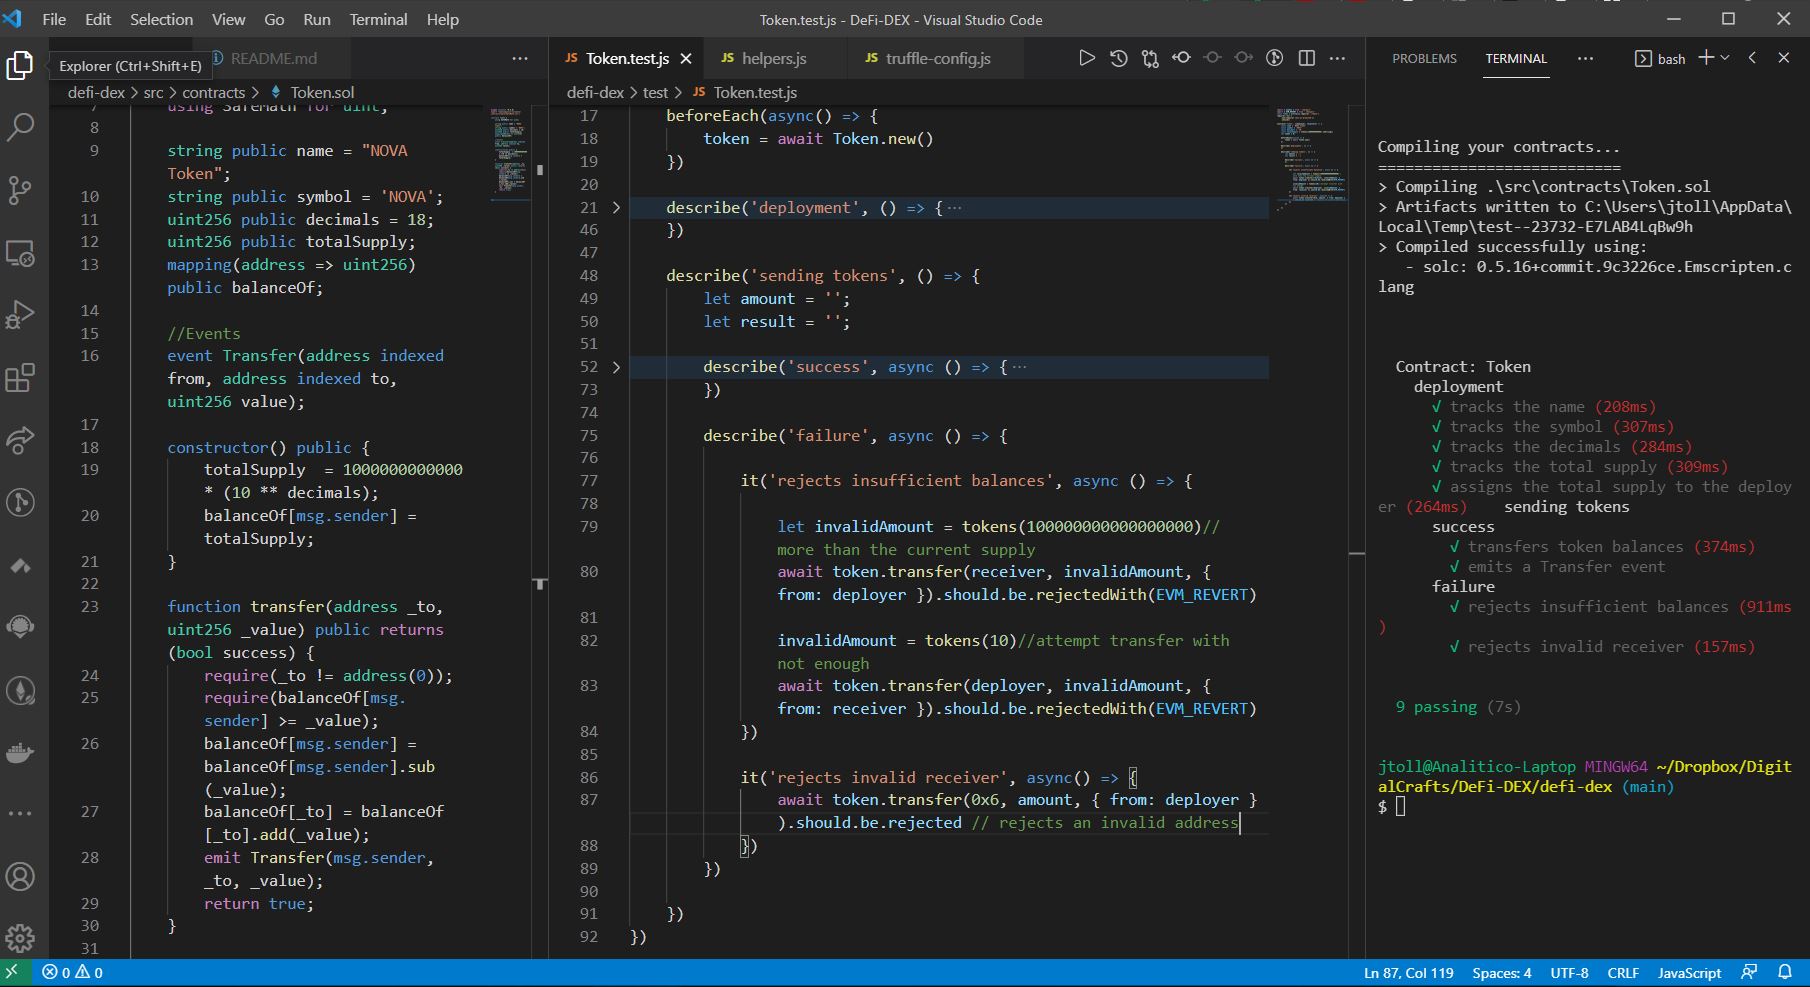 File Edit Selection View Go Run Terminal Help
Token.test.js - DeFi-DEX - Visual Studio Code
Explorer (Ctrl+Shift+E)
README.md
defi-dex > src > contracts > Token.sol
7 using SafeMath for uint;
8
9 string public name = "NOVA
Token";
10 string public symbol = 'NOVA';
11 uint256 public decimals = 18;
12 uint256 public totalSupply;
13 mapping(address => uint256)
public balanceOf;
14
15 //Events
16 event Transfer(address indexed
from, address indexed to,
uint256 value);
17
18 constructor() public {
19 totalSupply  = 1000000000000
* (10 ** decimals);
20 balanceOf[msg.sender] =
totalSupply;
21 }
22
23 function transfer(address _to,
uint256 _value) public returns
(bool success) {
24 require(_to != address(0));
25 require(balanceOf[msg.
sender] >= _value);
26 balanceOf[msg.sender] =
balanceOf[msg.sender].sub
(_value);
27 balanceOf[_to] = balanceOf
[_to].add(_value);
28 emit Transfer(msg.sender,
_to, _value);
29 return true;
30 }
31
JS Token.test.js
JS helpers.js
JS truffle-config.js
defi-dex > test > JS Token.test.js
17 beforeEach(async() => {
18 token = await Token.new()
19 })
20
21 describe('deployment', () => {···
46 })
47
48 describe('sending tokens', () => {
49 let amount = '';
50 let result = '';
51
52 describe('success', async () => {···
73 })
74
75 describe('failure', async () => {
76
77 it('rejects insufficient balances', async () => {
78
79 let invalidAmount = tokens(100000000000000000)//
more than the current supply
80 await token.transfer(receiver, invalidAmount, {
from: deployer }).should.be.rejectedWith(EVM_REVERT)
81
82 invalidAmount = tokens(10)//attempt transfer with
not enough
83 await token.transfer(deployer, invalidAmount, {
from: receiver }).should.be.rejectedWith(EVM_REVERT)
84 })
85
86 it('rejects invalid receiver', async() => {
87 await token.transfer(0x6, amount, { from: deployer }
).should.be.rejected // rejects an invalid address
88 })
89 })
90
91 })
92 })
PROBLEMS TERMINAL ··· bash
Compiling your contracts...
===========================
> Compiling .\src\contracts\Token.sol
> Artifacts written to C:\Users\jtoll\AppData\
Local\Temp\test--23732-E7LAB4LqBw9h
> Compiled successfully using:
- solc: 0.5.16+commit.9c3226ce.Emscripten.c
lang
Contract: Token
deployment
√ tracks the name (208ms)
√ tracks the symbol (307ms)
√ tracks the decimals (284ms)
√ tracks the total supply (309ms)
√ assigns the total supply to the deploy
er (264ms)    sending tokens
success
√ transfers token balances (374ms)
√ emits a Transfer event
failure
√ rejects insufficient balances (911ms
)
√ rejects invalid receiver (157ms)
9 passing (7s)
jtoll@Analitico-Laptop MINGW64 ~/Dropbox/Digit
alCrafts/DeFi-DEX/defi-dex (main)
$
0 0
Ln 87, Col 119 Spaces: 4 UTF-8 CRLF JavaScript